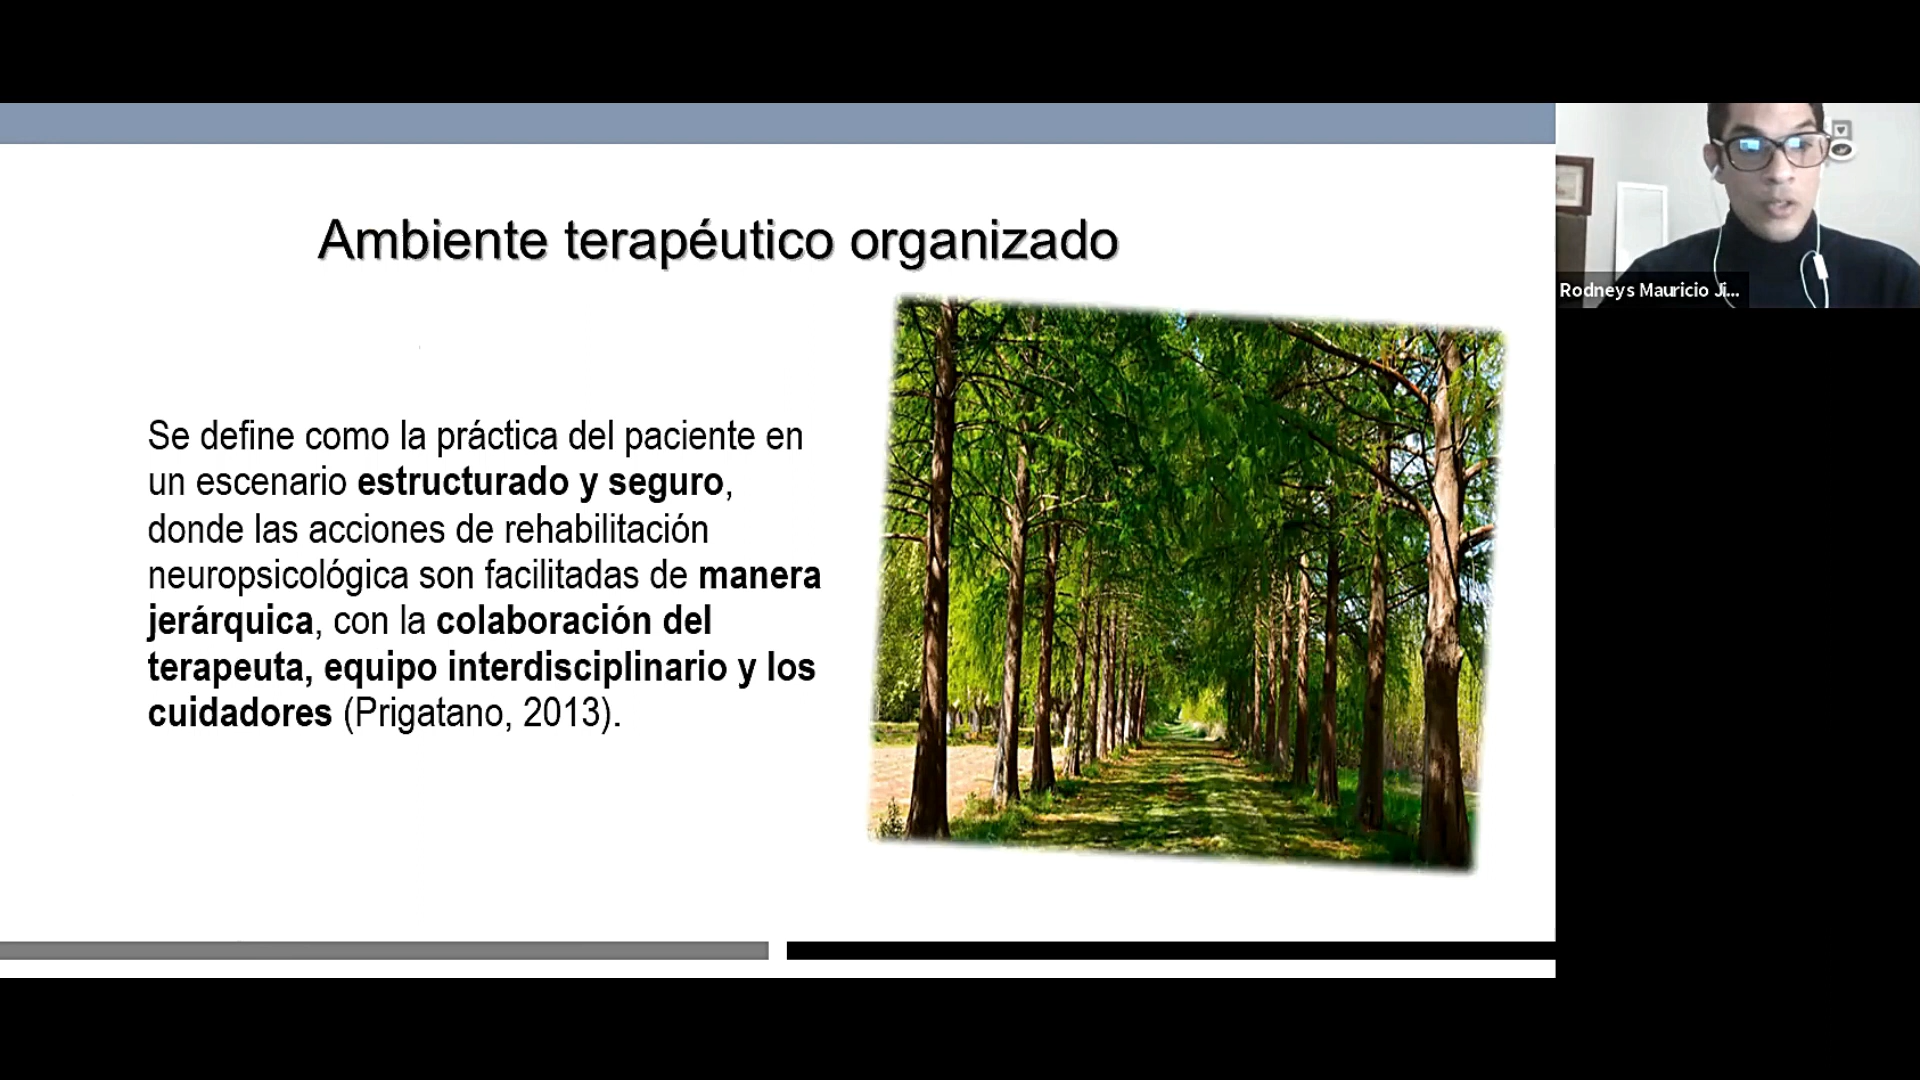 Ambiente terapéutico organizado
Se define como la práctica del paciente en
un escenario estructurado y seguro,
donde las acciones de rehabilitación
neuropsicológica son facilitadas de manera
jerárquica, con la colaboración del
terapeuta, equipo interdisciplinario y los
cuidadores (Prigatano, 2013).
Rodneys Mauricio Ji...